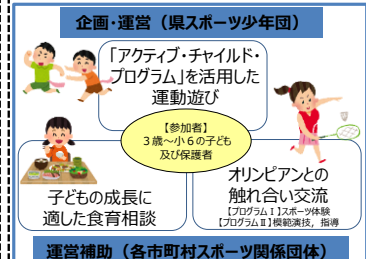 企画・運営（県スポーツ少年団）
「アクティブ・チャイルド・
プログラム」を活用した
運動遊び
【参加者】
３歳～小６の子ども
及び保護者
子どもの成長に
適した食育相談
オリンピアンとの
触れ合い交流
【プログラムⅠ】スポーツ体験
【プログラムⅡ】模範演技，指導
運営補助（各市町村スポーツ関係団体）